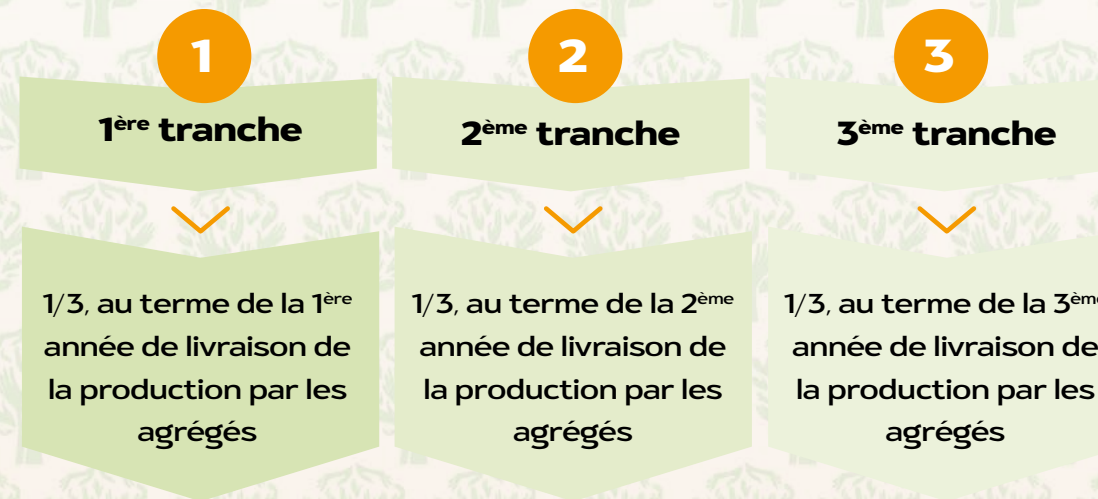 1
1ère tranche
1/3, au terme de la 1ère
année de livraison de
la production par les
agrégés
2
2ème tranche
1/3, au terme de la 2ème
année de livraison de
la production par les
agrégés
3
3ème tranche
1/3, au terme de la 3ème
année de livraison de
la production par les
agrégés